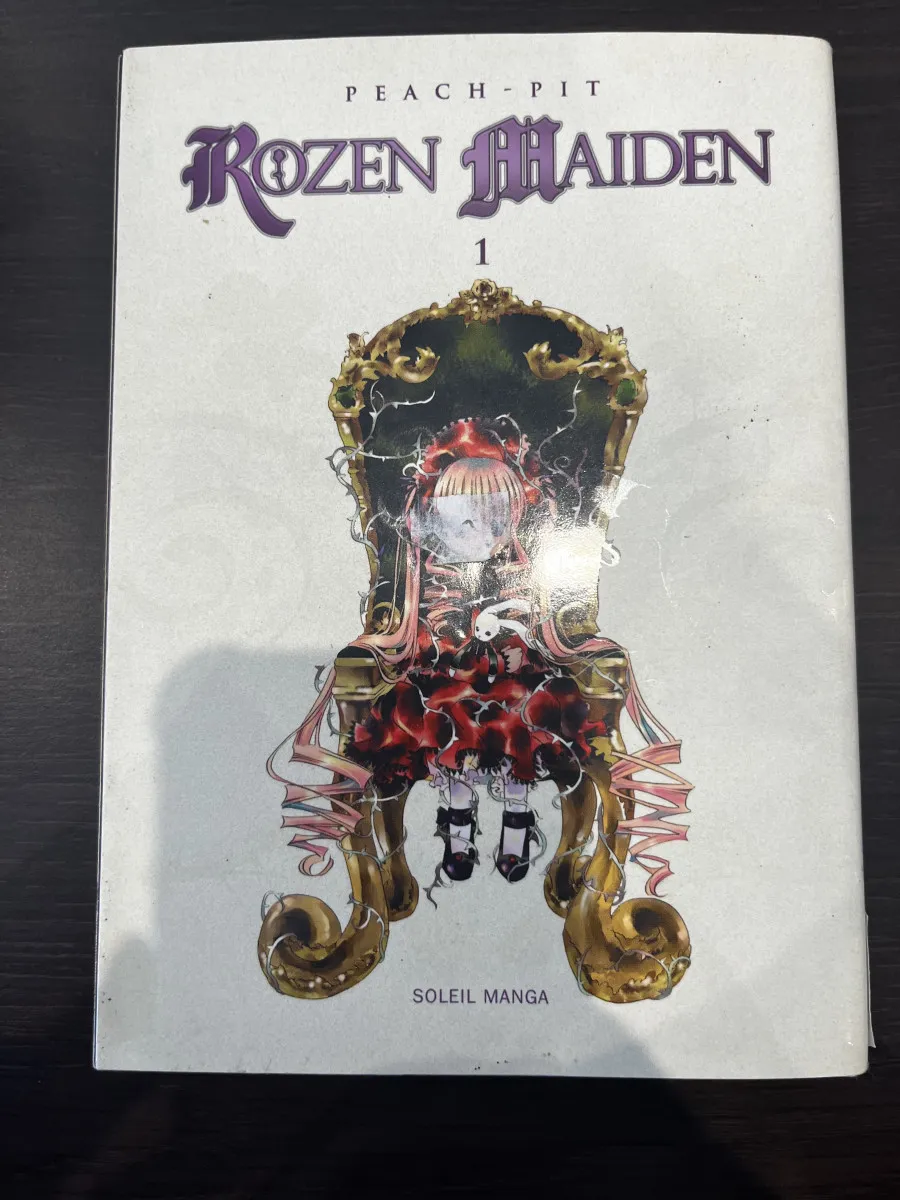 PEACH-PIT
ROZEN MAIDEN
1
SOLEIL MANGA